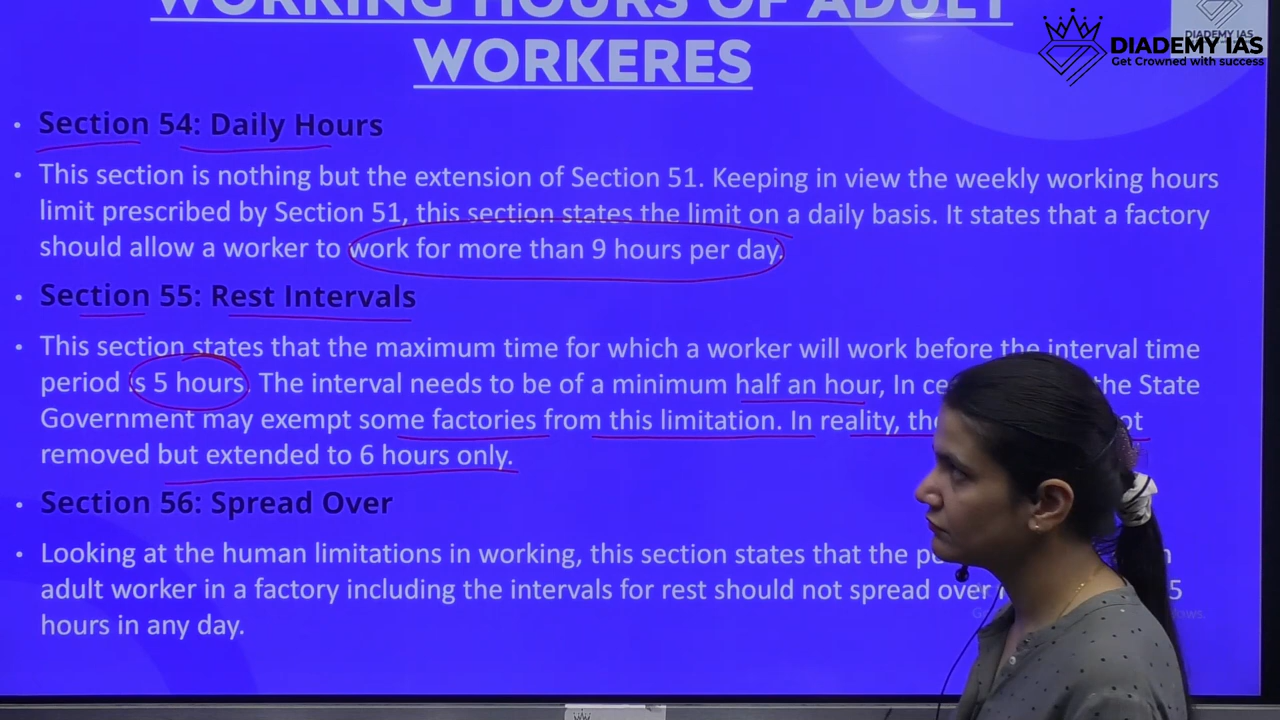 WORKING HOURS OF ADULT
WORKERES
DIADEMY IAS
DIADEMY IAS
Get Crowned with success
• Section 54: Daily Hours
• This section is nothing but the extension of Section 51. Keeping in view the weekly working hours
limit prescribed by Section 51, this section states the limit on a daily basis. It states that a factory
should allow a worker to work for more than 9 hours per day.
• Section 55: Rest Intervals
• This section states that the maximum time for which a worker will work before the interval time
period is 5 hours. The interval needs to be of a minimum half an hour, In the State
Government may exempt some factories from this limitation. In reality,
removed but extended to 6 hours only.
• Section 56: Spread Over
• Looking at the human limitations in working, this section states that the
adult worker in a factory including the intervals for rest should not spread over 5
hours in any day.